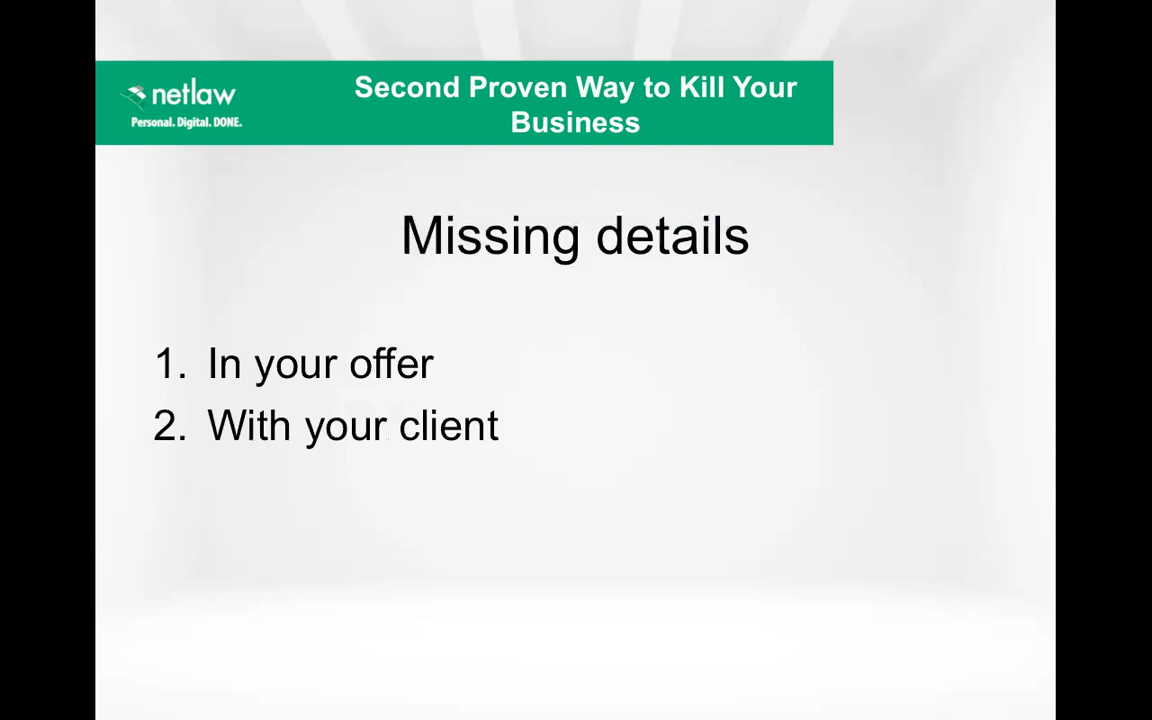 netlaw
Personal. Digital. DONE.
Second Proven Way to Kill Your
Business
Missing details
1. In your offer
2. With your client